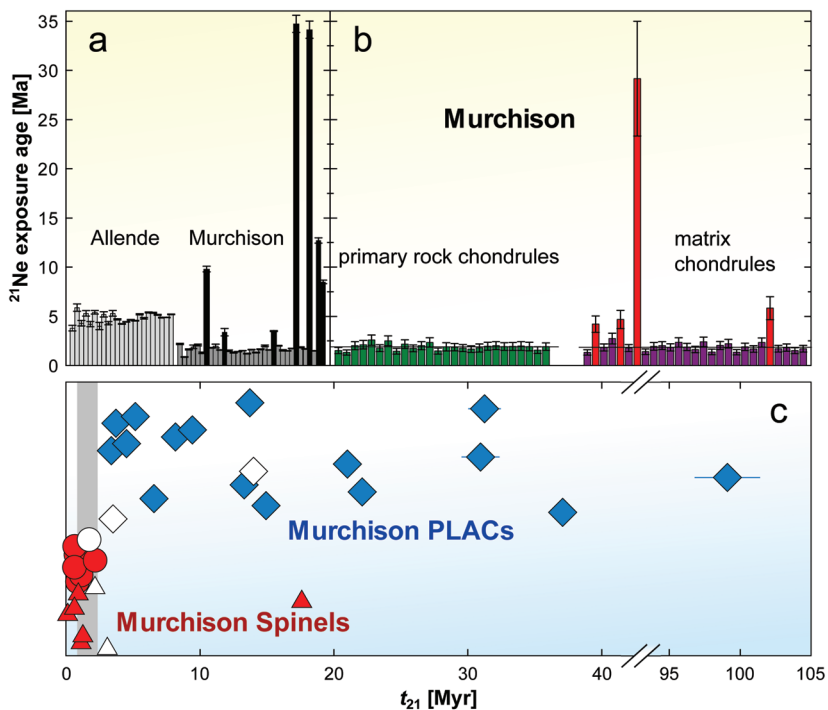 ²¹Ne exposure age [Ma]
35
30
25
20
15
10
5
0
a
b
Murchison
Allende
Murchison
primary rock chondrules
matrix
chondrules
c
Murchison PLACs
Murchison Spinels
0
10
20
30
40
95
100
105
t₂₁ [Myr]